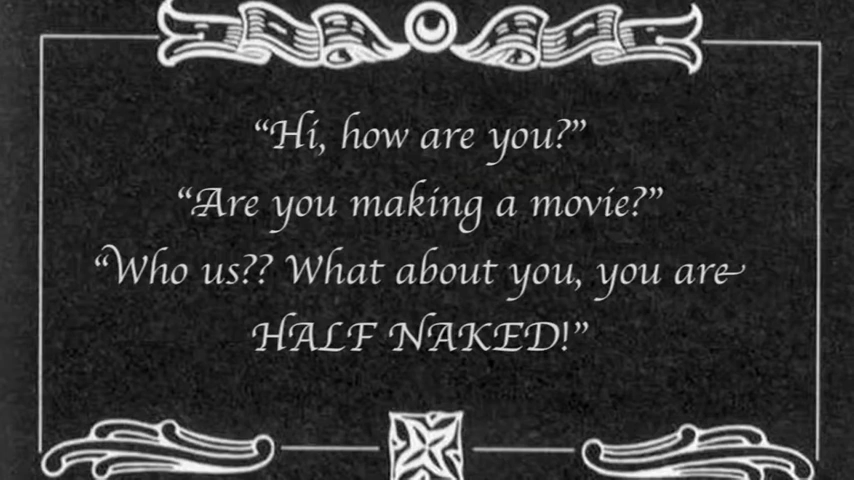 “Hi, how are you?”
“Are you making a movie?”
“Who us?? What about you, you are
HALF NAKED!”